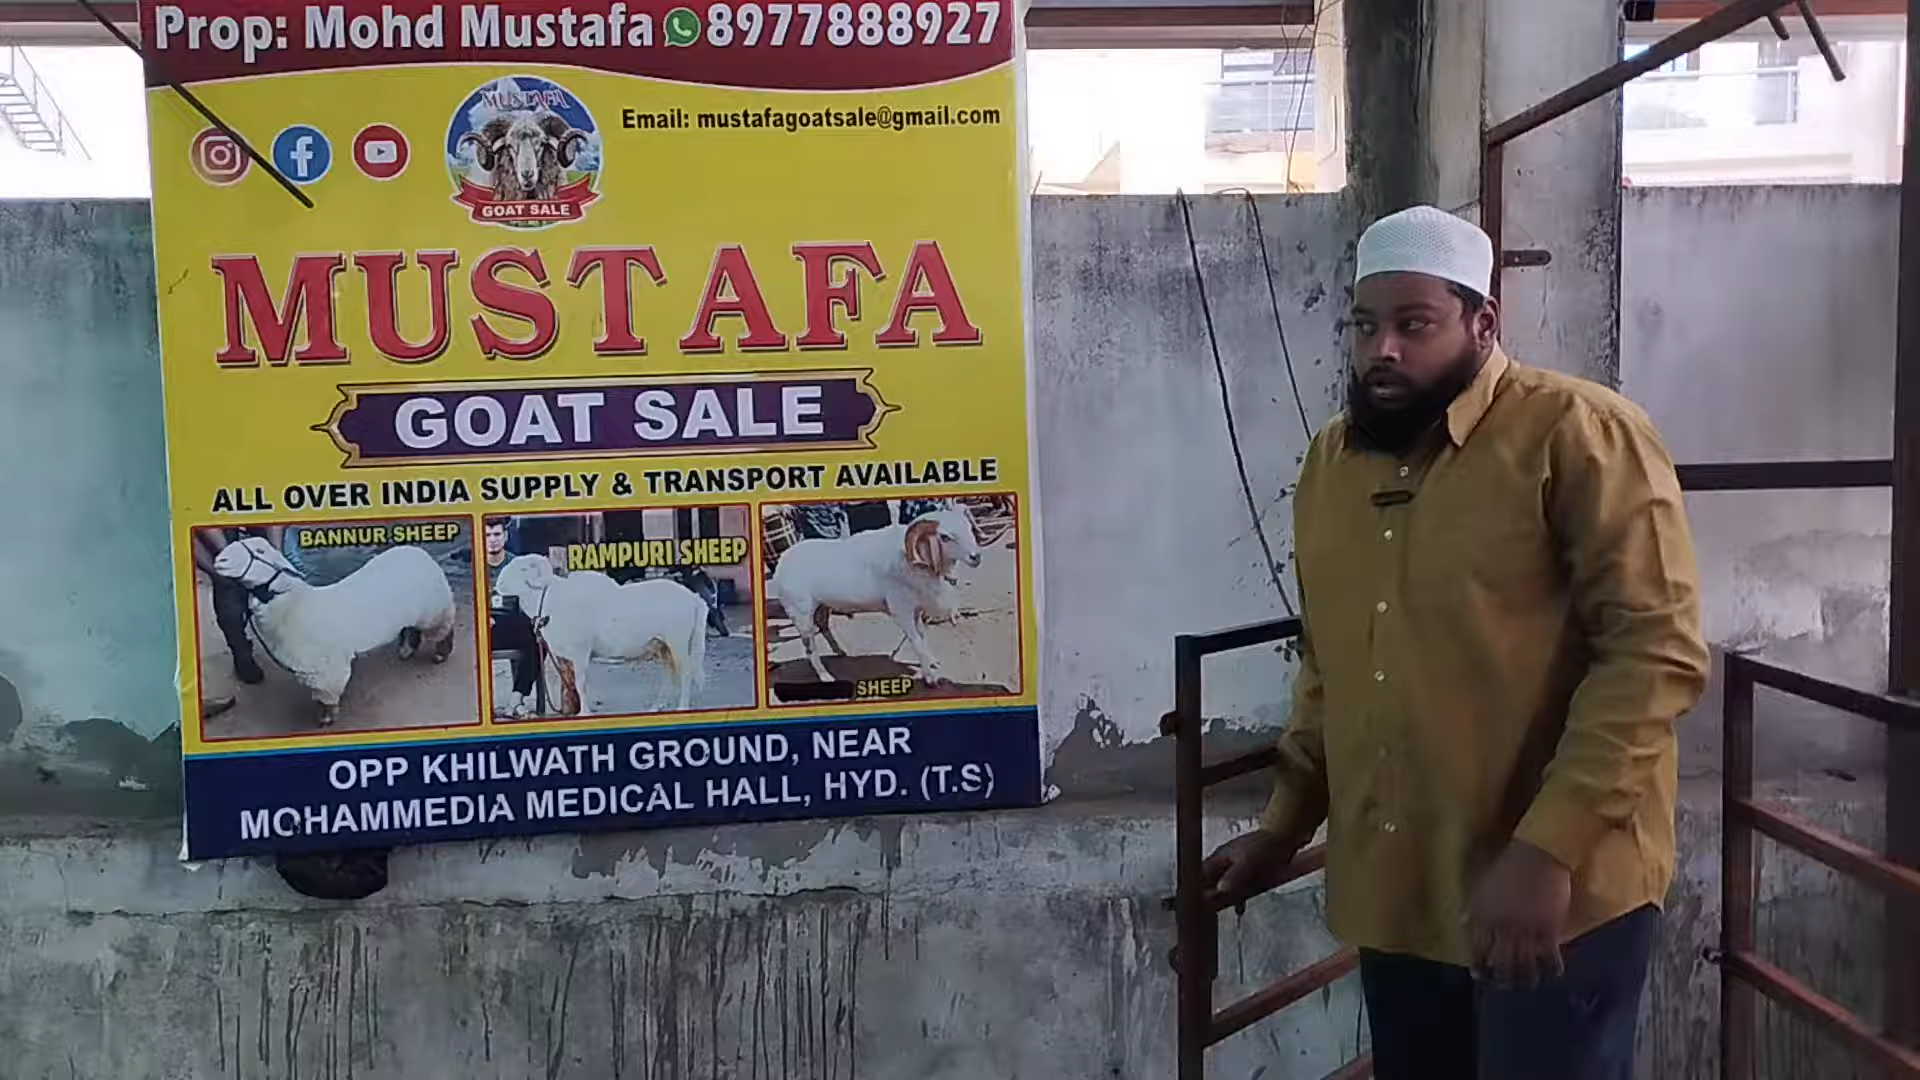 Prop: Mohd Mustafa 8977888927
MUSTAFA
GOAT SALE
Email: mustafagoatsale@gmail.com
MUSTAFA
GOAT SALE
ALL OVER INDIA SUPPLY & TRANSPORT AVAILABLE
BANNUR SHEEP
RAMPURI SHEEP
SHEEP
OPP KHILWATH GROUND, NEAR
MOHAMMEDIA MEDICAL HALL, HYD. (T.S)